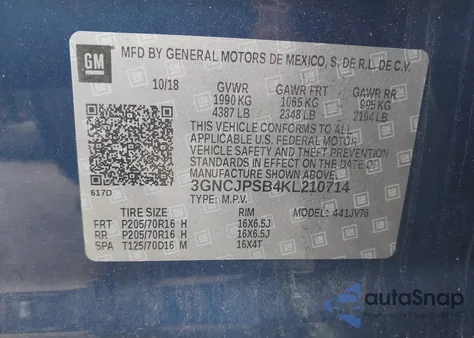 GM
MFD BY GENERAL MOTORS DE MEXICO, S. DE R.L. DE C.V.
10/18 GVWR GAWR FRT GAWR RR
1990 KG 1065 KG 995 KG
4387 LB 2348 LB 2194 LB
THIS VEHICLE CONFORMS TO ALL
APPLICABLE U.S. FEDERAL MOTOR
VEHICLE SAFETY, BUMPER, AND THEFT
PREVENTION STANDARDS IN EFFECT ON
THE DATE OF MANUFACTURE SHOWN ABOVE.
617D
3GNCJPSB4KL210714
TYPE: M.P.V. MODEL: 441JV76
TIRE SIZE RIM
FRT P205/70R16 H 16X6.5J
RR P205/70R16 H 16X6.5J
SPA T125/70D16 M 16X4T
autoSnap